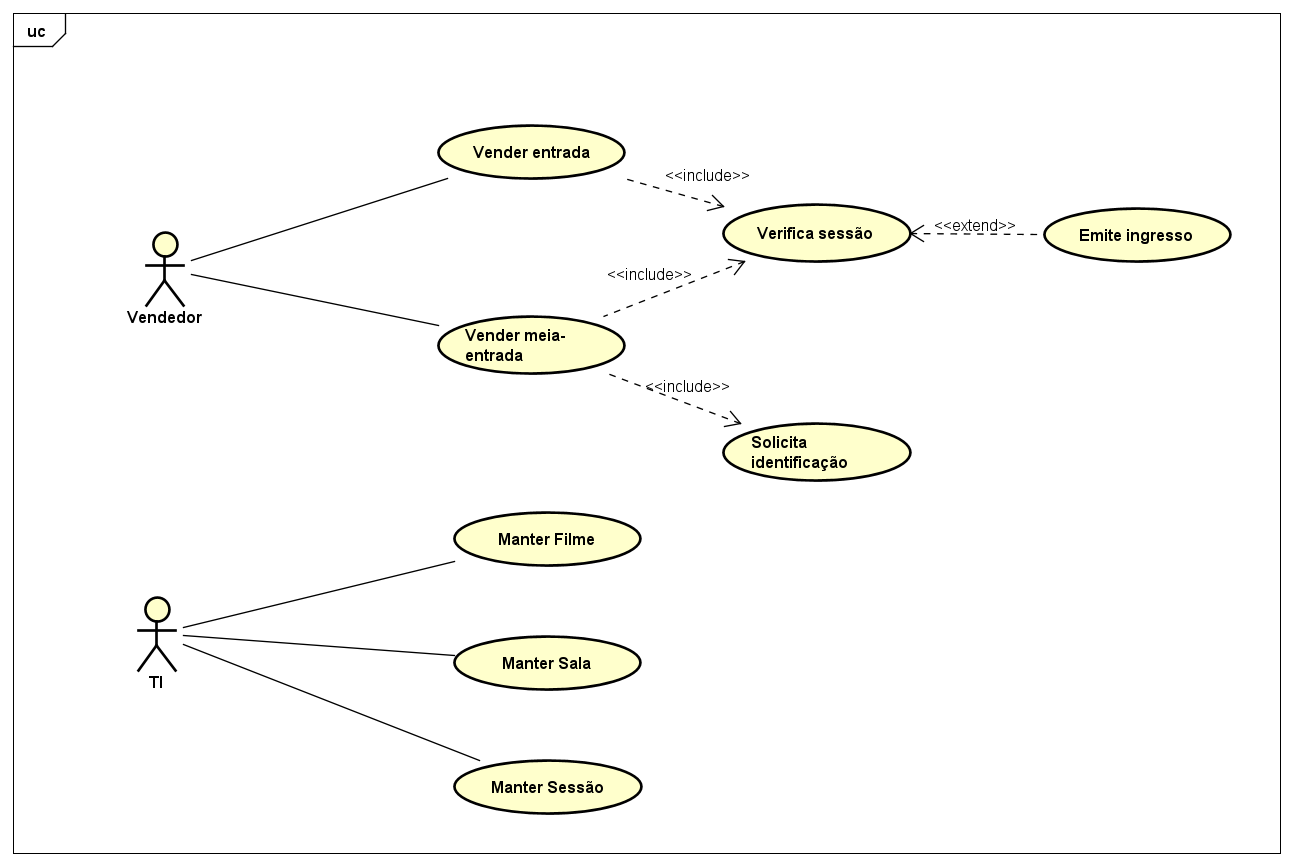 uc
Vender entrada
<<include>>
Verifica sessão
<<extend>>
Emite ingresso
Vendedor
<<include>>
Vender meia-
entrada
<<include>>
Solicita
identificação
Manter Filme
TI
Manter Sala
Manter Sessão